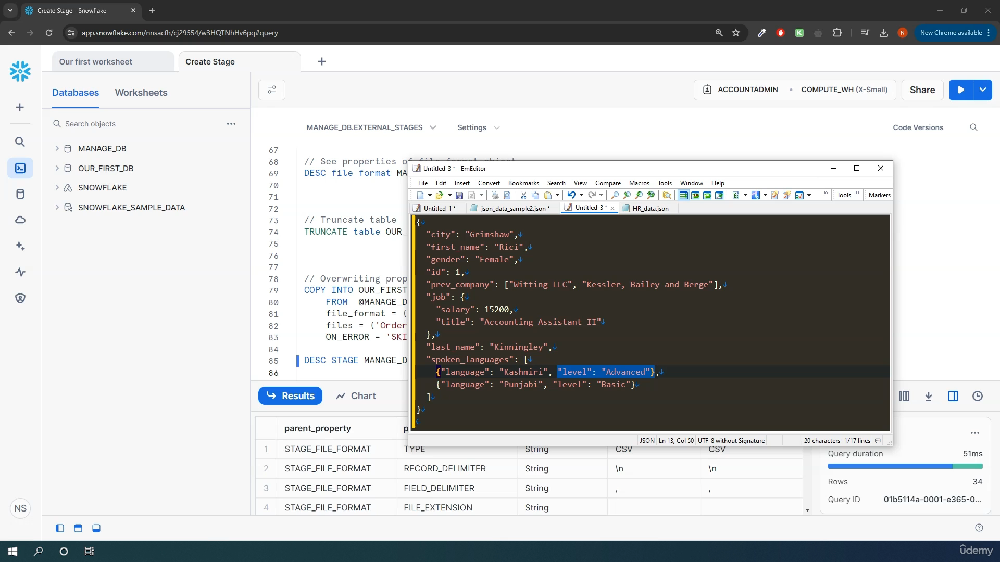 Create Stage - Snowflake
app.snowflake.com/nnsacfh/cj29554/w3HQTNhHv6pq#query
N
New Chrome available
Our first worksheet
Create Stage
Databases
Worksheets
ACCOUNTADMIN
COMPUTE_WH (X-Small)
Share
Search objects
MANAGE_DB
OUR_FIRST_DB
SNOWFLAKE
SNOWFLAKE_SAMPLE_DATA
NS
MANAGE_DB.EXTERNAL_STAGES
Settings
Code Versions
67
68 // See properties of file format object
69 DESC file format MA
70
71
72
73 // Truncate table
74 TRUNCATE table OUR_
75
76
77
78 // Overwriting prop
79 COPY INTO OUR_FIRST
80 FROM @MANAGE_D
81 file_format = (
82 files = ('Order
83 ON_ERROR = 'SKI
84
85 DESC STAGE MANAGE_D
86
Untitled-3 * - EmEditor
File Edit Insert Convert Bookmarks Search View Compare Macros Tools Window Help
Tools
Markers
Untitled-1 *
json_data_sample2.json *
Untitled-3 *
HR_data.json
{
"city": "Grimshaw",
"first_name": "Rici",
"gender": "Female",
"id": 1,
"prev_company": ["Witting LLC", "Kessler, Bailey and Berge"],
"job": {
"salary": 15200,
"title": "Accounting Assistant II"
},
"last_name": "Kinningley",
"spoken_languages": [
{"language": "Kashmiri", "level": "Advanced"},
{"language": "Punjabi", "level": "Basic"}
]
}
JSON Ln 13, Col 50 UTF-8 without Signature 20 characters 1/17 lines
Results
Chart
parent_property p
1 STAGE_FILE_FORMAT TYPE String CSV CSV
2 STAGE_FILE_FORMAT RECORD_DELIMITER String \n \n
3 STAGE_FILE_FORMAT FIELD_DELIMITER String , ,
4 STAGE_FILE_FORMAT FILE_EXTENSION String
Query duration 51ms
Rows 34
Query ID 01b5114a-0001-e365-0...
ûdemy